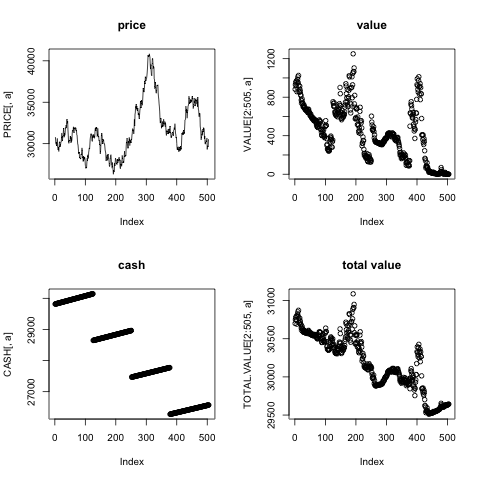 price
PRICE[, a]
30000 35000 40000
0 100 200 300 400 500
Index
value
VALUE[2:505, a]
0 400 800 1200
0 100 200 300 400 500
Index
cash
CASH[, a]
27000 29000
0 100 200 300 400 500
Index
total value
TOTAL.VALUE[2:505, a]
29500 30000 30500 31000
0 100 200 300 400 500
Index